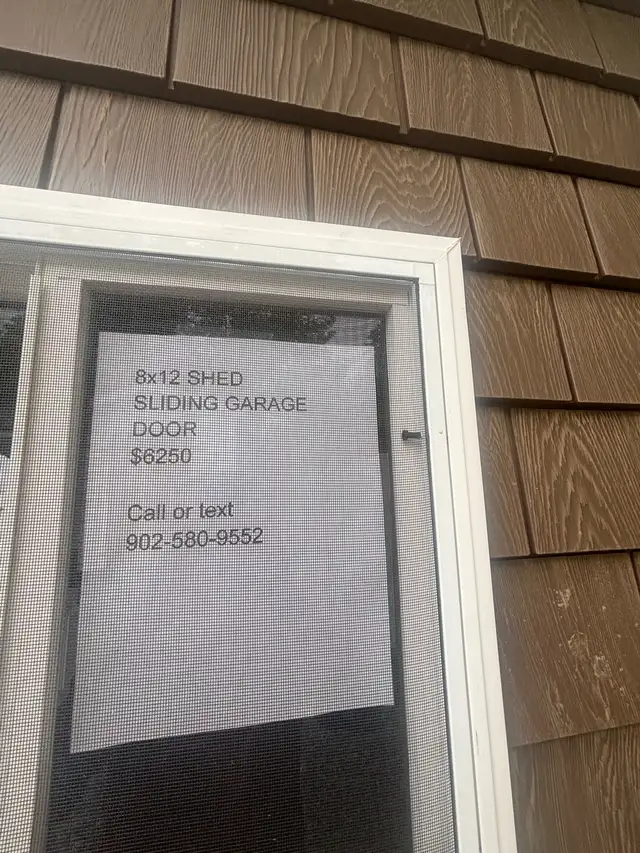 8x12 SHED
SLIDING GARAGE
DOOR
$6250
Call or text
902-580-9552